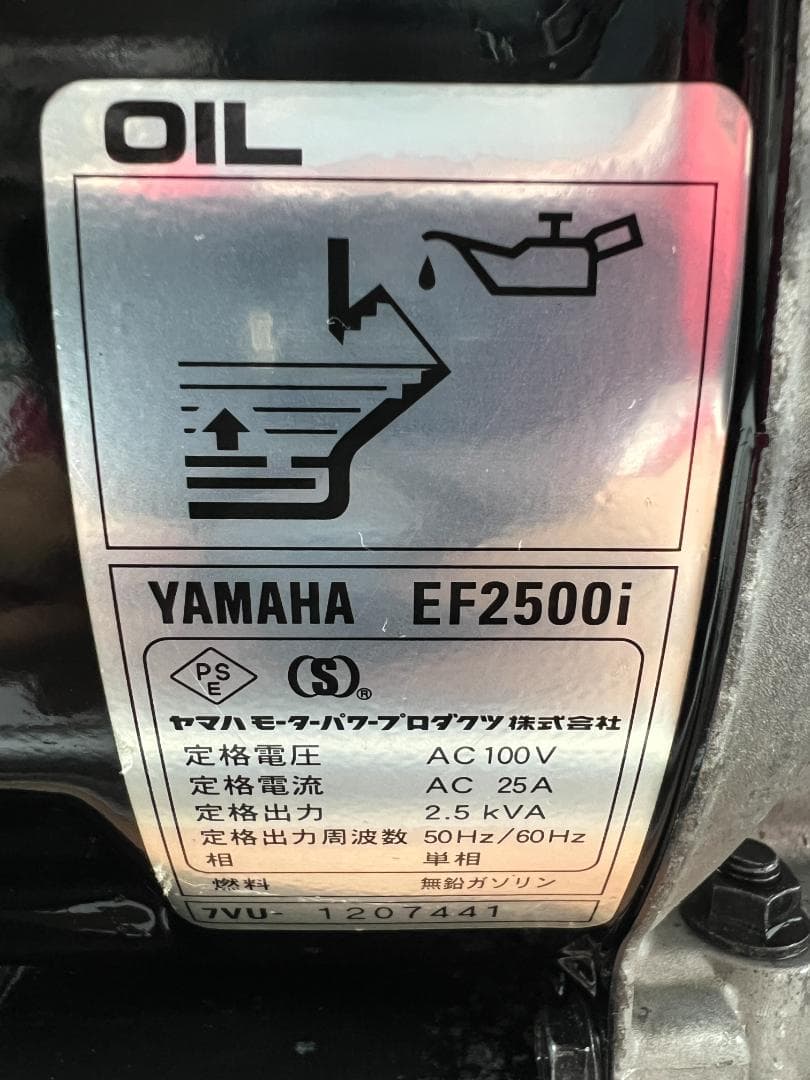 OIL
YAMAHA EF2500i
PS
E
(S)®
ヤマハモーターパワープロダクツ株式会社
定格電圧 AC 100V
定格電流 AC 25A
定格出力 2.5 kVA
定格出力周波数 50Hz/60Hz
相 単相
燃料 無鉛ガソリン
7VU- 1207441